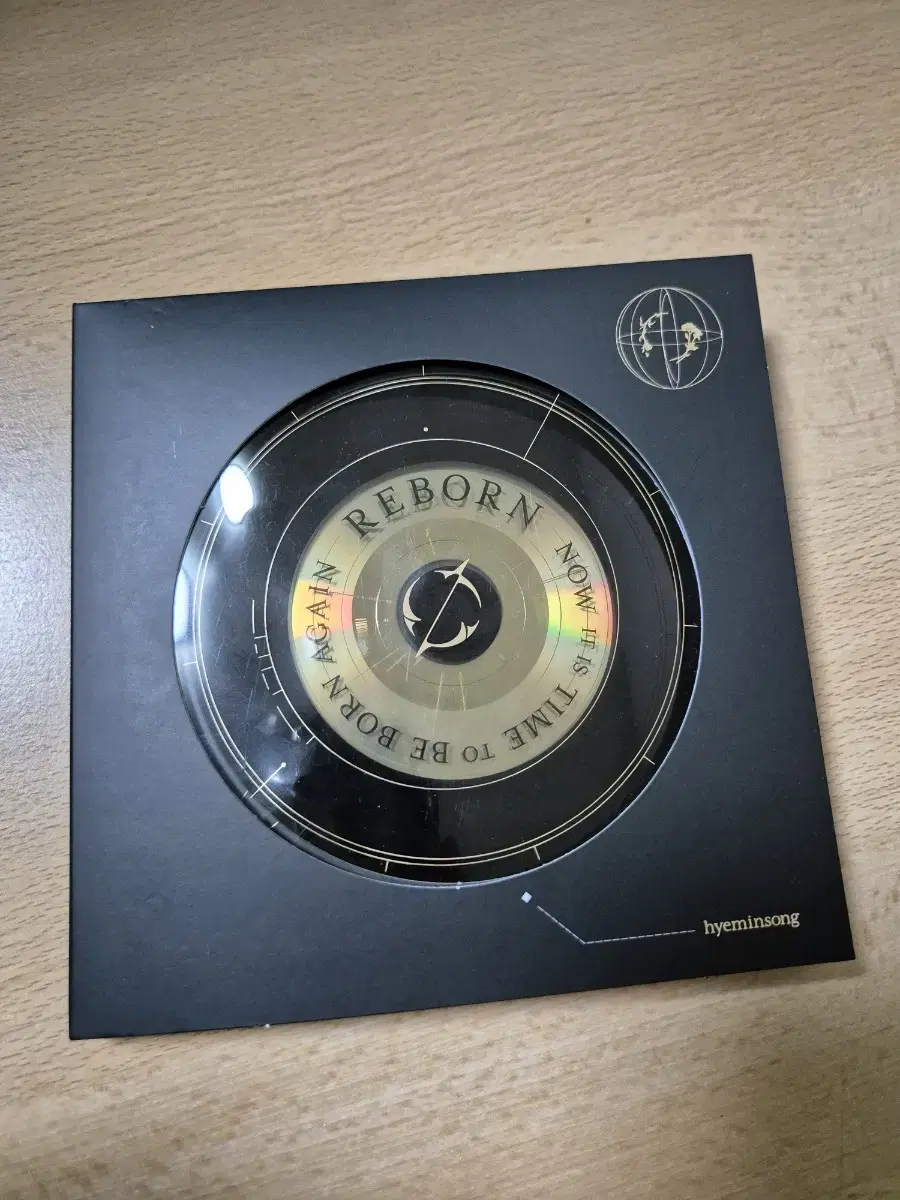 REBORN
NOW IT IS TIME TO BE BORN AGAIN
hyeminsong